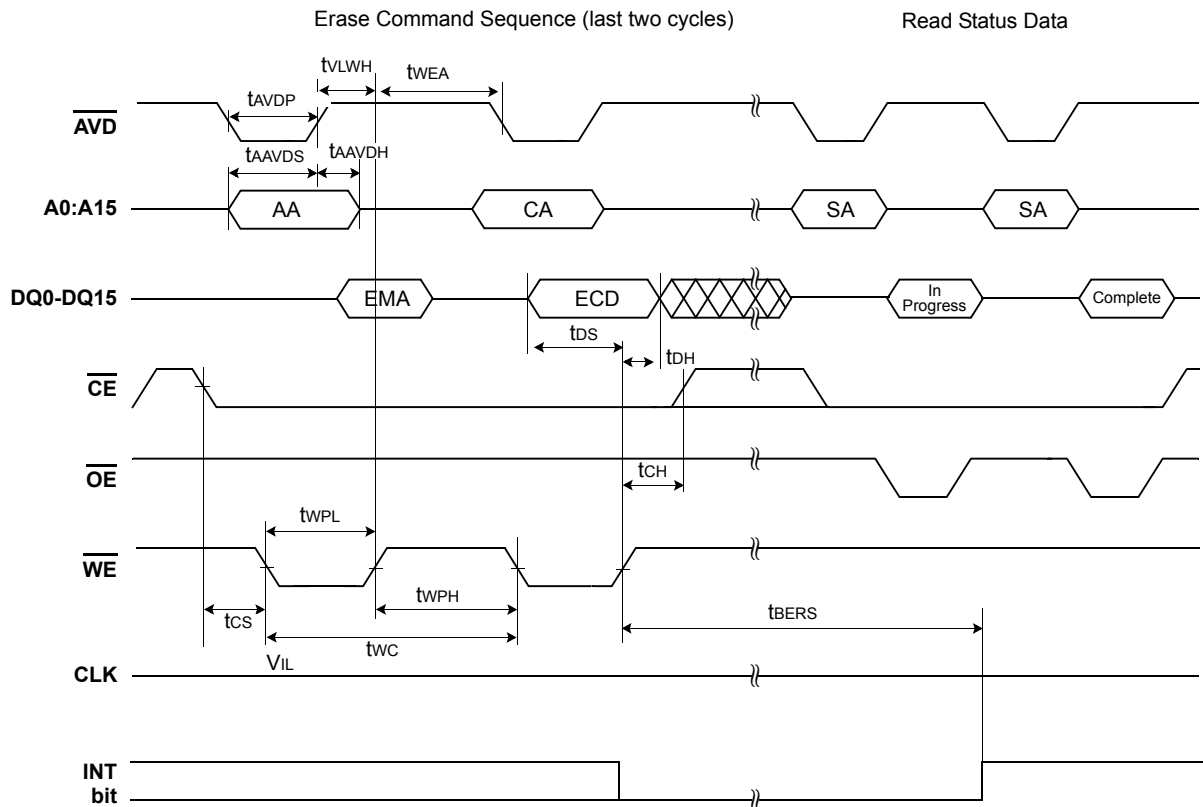 Erase Command Sequence (last two cycles)
Read Status Data
tVLWH
tWEA
tAVDP
AVD
tAAVDS
tAAVDH
A0:A15
AA
CA
SA
SA
DQ0-DQ15
EMA
ECD
In
Progress
Complete
tDS
tDH
CE
OE
tCH
tWPL
WE
tWPH
tCS
tBERS
tWC
VIL
CLK
INT
bit